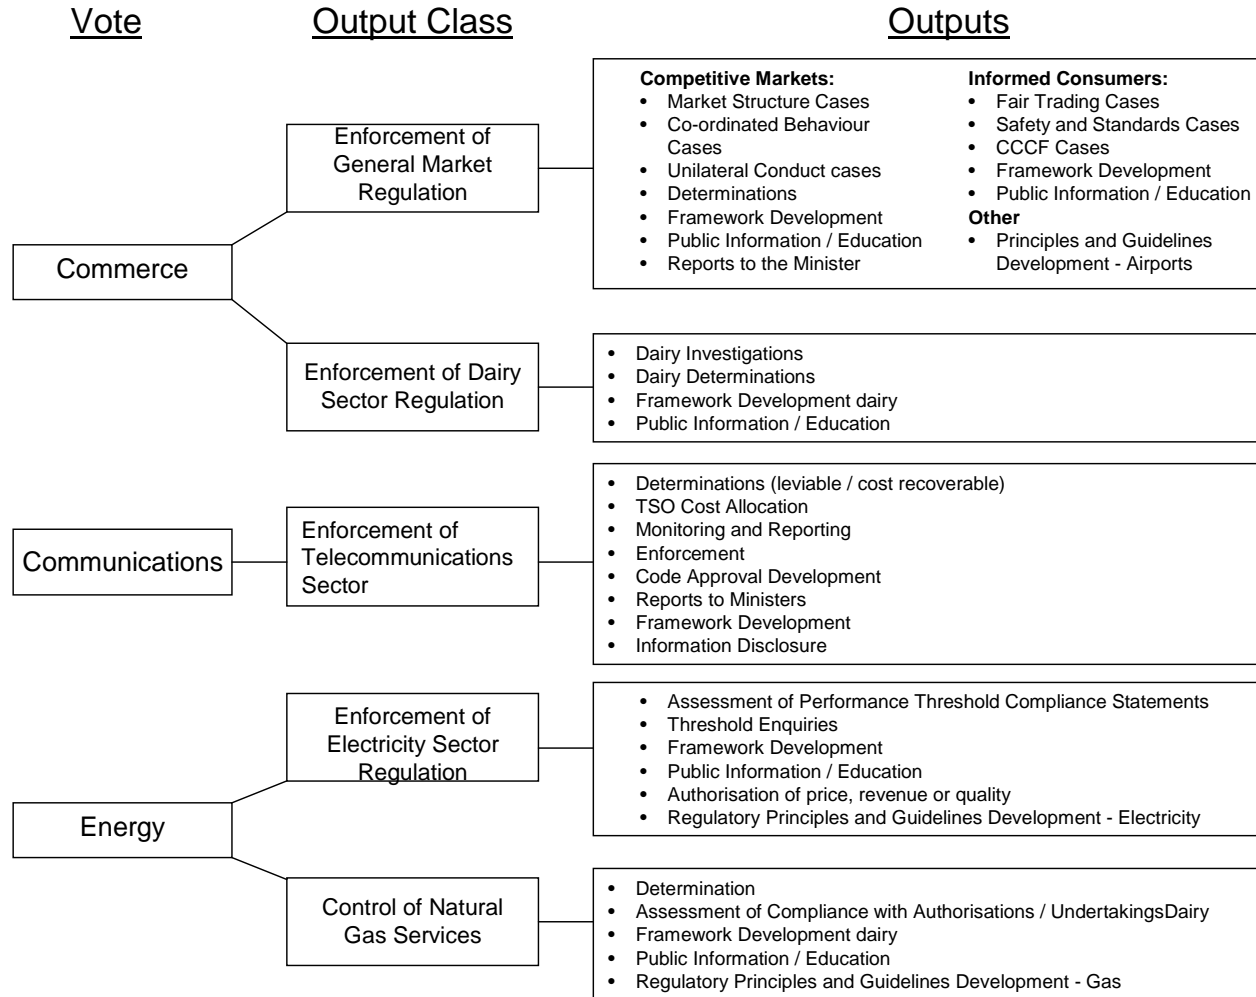 Vote
Output Class
Outputs
Commerce
Enforcement of
General Market
Regulation
Competitive Markets:
• Market Structure Cases
• Co-ordinated Behaviour
Cases
• Unilateral Conduct cases
• Determinations
• Framework Development
• Public Information / Education
• Reports to the Minister
Informed Consumers:
• Fair Trading Cases
• Safety and Standards Cases
• CCCF Cases
• Framework Development
• Public Information / Education
Other
• Principles and Guidelines
Development - Airports
Enforcement of Dairy
Sector Regulation
• Dairy Investigations
• Dairy Determinations
• Framework Development dairy
• Public Information / Education
Communications
Enforcement of
Telecommunications
Sector
• Determinations (leviable / cost recoverable)
• TSO Cost Allocation
• Monitoring and Reporting
• Enforcement
• Code Approval Development
• Reports to Ministers
• Framework Development
• Information Disclosure
Energy
Enforcement of
Electricity Sector
Regulation
• Assessment of Performance Threshold Compliance Statements
• Threshold Enquiries
• Framework Development
• Public Information / Education
• Authorisation of price, revenue or quality
• Regulatory Principles and Guidelines Development - Electricity
Control of Natural
Gas Services
• Determination
• Assessment of Compliance with Authorisations / UndertakingsDairy
• Framework Development dairy
• Public Information / Education
• Regulatory Principles and Guidelines Development - Gas